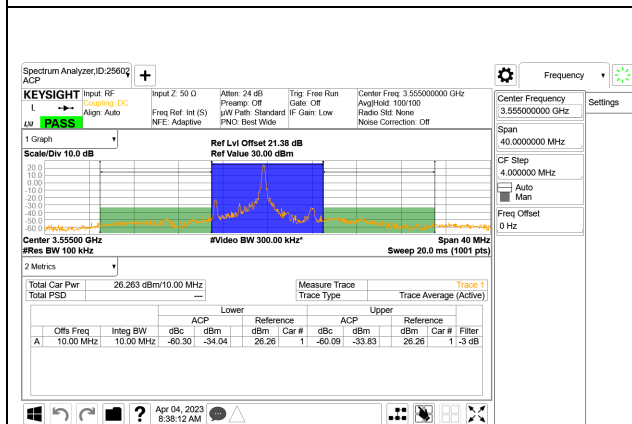 Spectrum Analyzer,ID:25602
ACP
Frequency
KEYSIGHT
Input: RF
Coupling: DC
Align: Auto
Input Z: 50 Ω
Freq Ref: Int (S)
NFE: Adaptive
Atten: 24 dB
Preamp: Off
µW Path: Standard
PNO: Best Wide
Trig: Free Run
Gate: Off
IF Gain: Low
Center Freq: 3.555000000 GHz
Avg|Hold: 100/100
Radio Std: None
Noise Correction: Off
L
PASS
Center Frequency
3.555000000 GHz
Settings
Span
40.0000000 MHz
CF Step
4.000000 MHz
Auto
Man
Freq Offset
0 Hz
1 Graph
Scale/Div 10.0 dB
Ref Lvl Offset 21.38 dB
Ref Value 30.00 dBm
20.0
10.0
0.00
-10.0
-20.0
-30.0
-40.0
-50.0
-60.0
Center 3.55500 GHz
#Video BW 300.00 kHz*
Span 40 MHz
#Res BW 100 kHz
Sweep 20.0 ms (1001 pts)
2 Metrics
Total Car Pwr 26.263 dBm/10.00 MHz
Total PSD —
Measure Trace Trace 1
Trace Type Trace Average (Active)
Lower Upper
ACP Reference ACP Reference
Offs Freq Integ BW dBc dBm dBm Car # dBc dBm dBm Car # Filter
A 10.00 MHz 10.00 MHz -60.30 -34.04 26.26 1 -60.09 -33.83 26.26 1 -3 dB
?
Apr 04, 2023
8:38:12 AM